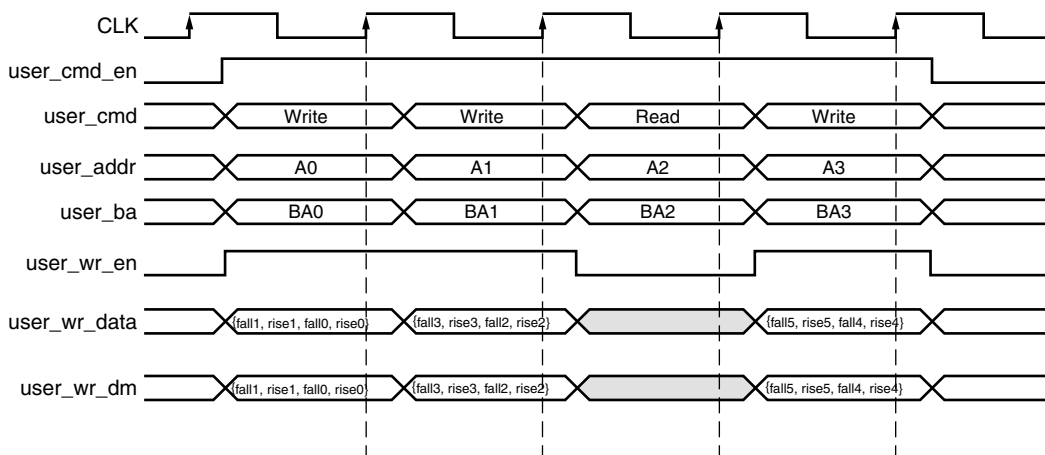 CLK
user_cmd_en
user_cmd Write Write Read Write
user_addr A0 A1 A2 A3
user_ba BA0 BA1 BA2 BA3
user_wr_en
user_wr_data {fall1, rise1, fall0, rise0} {fall3, rise3, fall2, rise2} {fall5, rise5, fall4, rise4}
user_wr_dm {fall1, rise1, fall0, rise0} {fall3, rise3, fall2, rise2} {fall5, rise5, fall4, rise4}